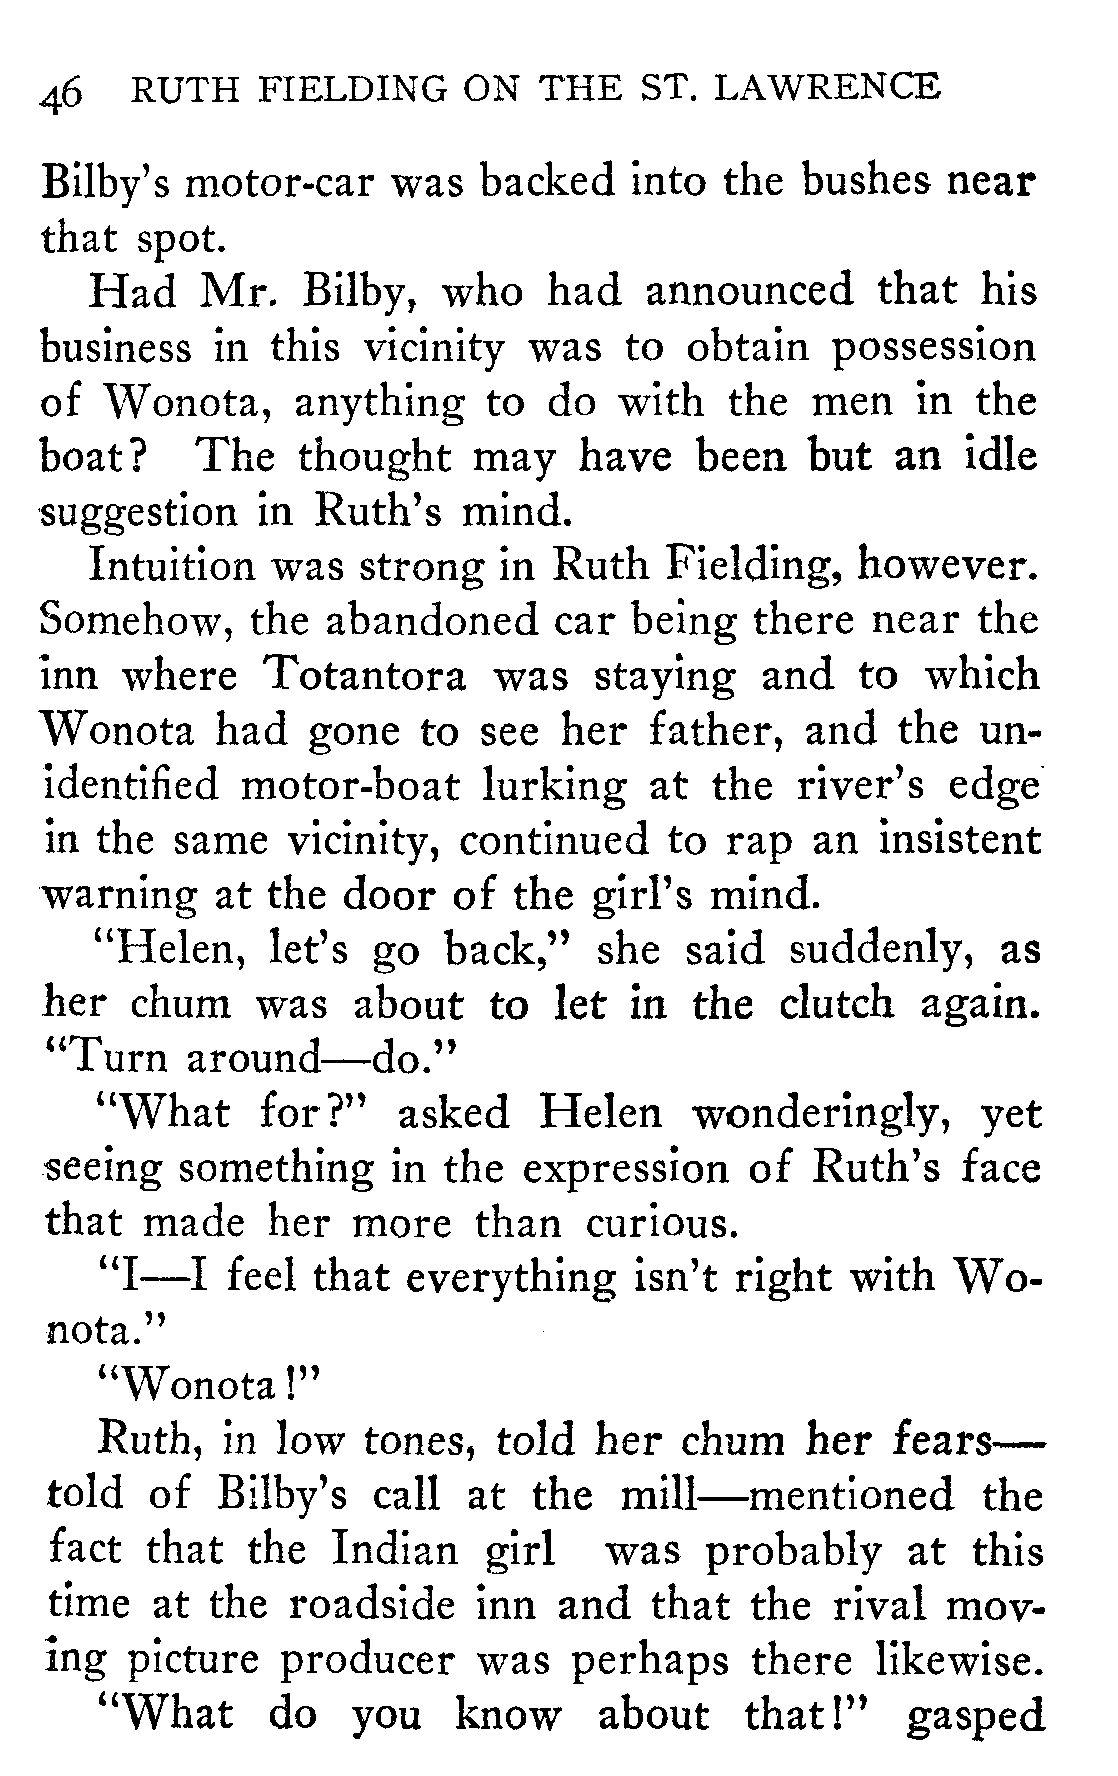 46 RUTH FIELDING ON THE ST. LAWRENCE
Bilby's motor-car was backed into the bushes near
that spot.
Had Mr. Bilby, who had announced that his
business in this vicinity was to obtain possession
of Wonota, anything to do with the men in the
boat? The thought may have been but an idle
suggestion in Ruth's mind.
Intuition was strong in Ruth Fielding, however.
Somehow, the abandoned car being there near the
inn where Totantora was staying and to which
Wonota had gone to see her father, and the un-
identified motor-boat lurking at the river's edge
in the same vicinity, continued to rap an insistent
warning at the door of the girl's mind.
“Helen, let's go back,” she said suddenly, as
her chum was about to let in the clutch again.
“Turn around—do.”
“What for?” asked Helen wonderingly, yet
seeing something in the expression of Ruth's face
that made her more than curious.
“I—I feel that everything isn't right with Wo-
nota.”
“Wonota!”
Ruth, in low tones, told her chum her fears—
told of Bilby's call at the mill—mentioned the
fact that the Indian girl was probably at this
time at the roadside inn and that the rival mov-
ing picture producer was perhaps there likewise.
“What do you know about that!” gasped